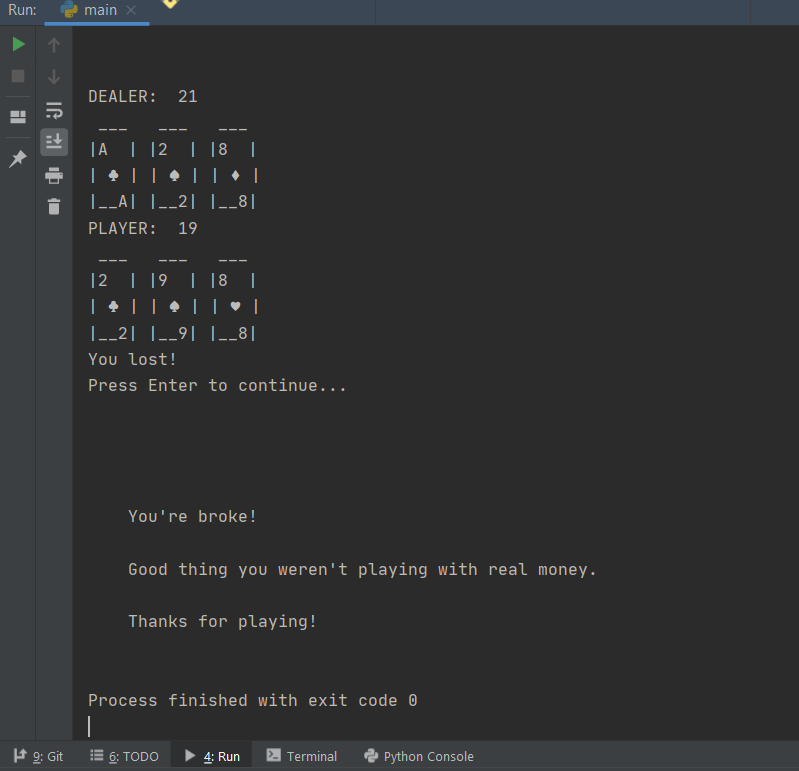 Run: main
DEALER:  21
 ___   ___   ___
|A  | |2  | |8  |
| ♣ | | ♠ | | ♦ |
|__A| |__2| |__8|
PLAYER:  19
 ___   ___   ___
|2  | |9  | |8  |
| ♣ | | ♠ | | ♥ |
|__2| |__9| |__8|
You lost!
Press Enter to continue...
You're broke!
Good thing you weren't playing with real money.
Thanks for playing!
Process finished with exit code 0
9: Git 6: TODO 4: Run Terminal Python Console